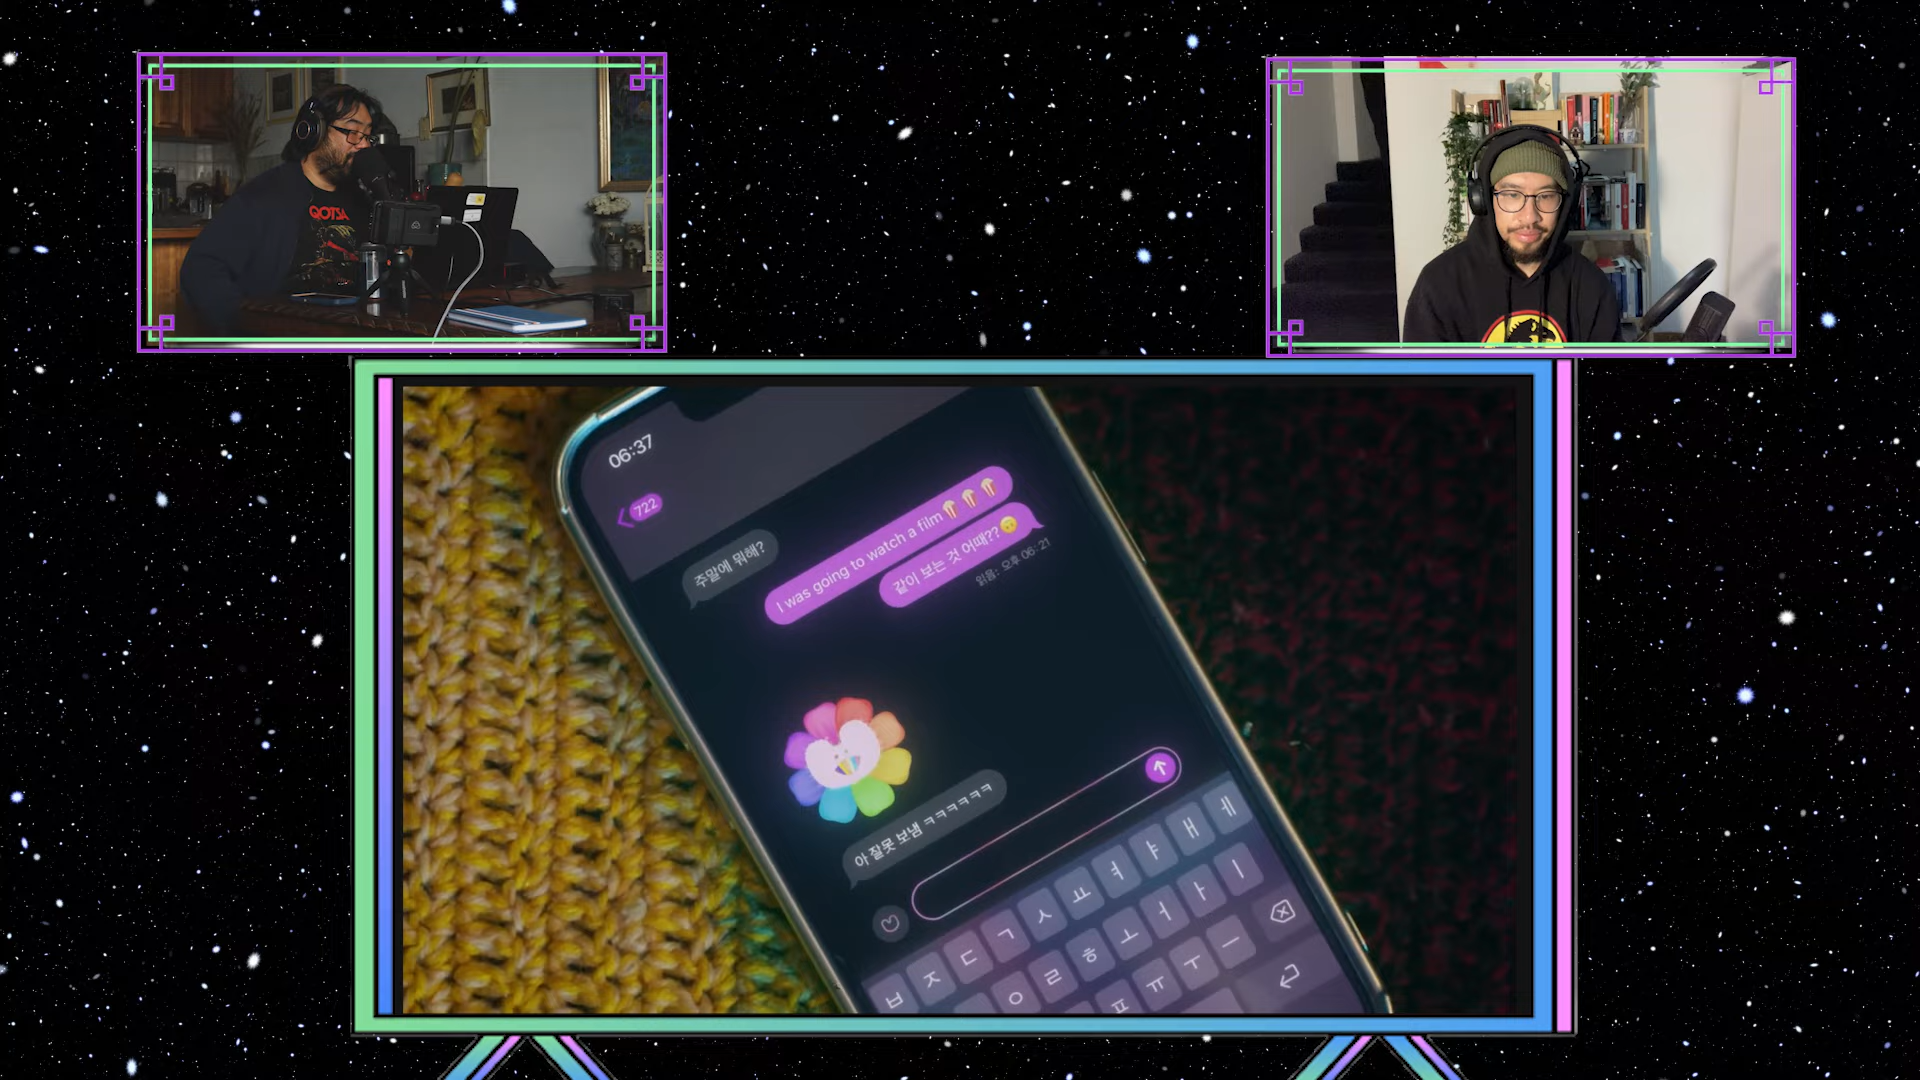 QOTSA
06:37
722
주말에 뭐해?
I was going to watch a film🍿🍿🍿
같이 보는 것 어때??🙃
읽음: 오후 06:21
아 잘못 보냄 ㅋㅋㅋㅋㅋㅋ
ㅂ ㅈ ㄷ ㄱ ㅅ ㅛ ㅕ ㅑ ㅐ ㅔ
ㅇ ㄹ ㅎ ㅗ ㅓ ㅏ ㅣ
ㅍ ㅠ ㅜ ㅡ